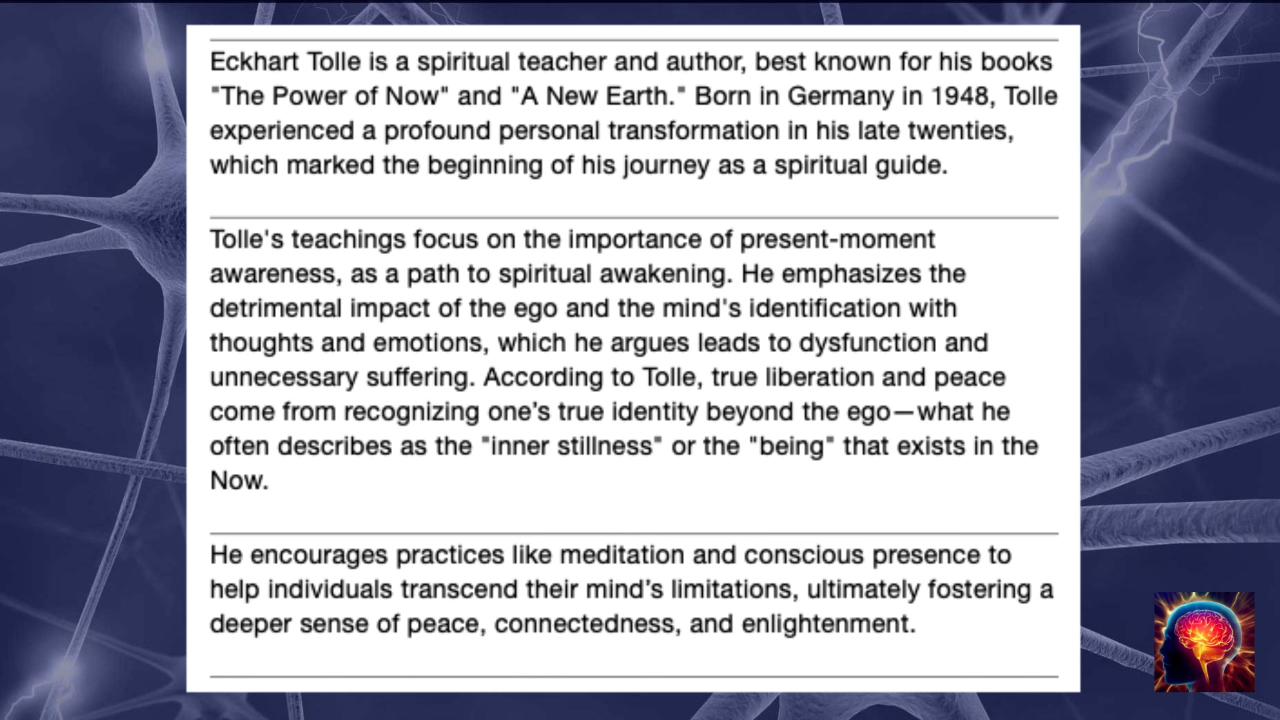 Eckhart Tolle is a spiritual teacher and author, best known for his books
"The Power of Now" and "A New Earth." Born in Germany in 1948, Tolle
experienced a profound personal transformation in his late twenties,
which marked the beginning of his journey as a spiritual guide.
Tolle's teachings focus on the importance of present-moment
awareness, as a path to spiritual awakening. He emphasizes the
detrimental impact of the ego and the mind's identification with
thoughts and emotions, which he argues leads to dysfunction and
unnecessary suffering. According to Tolle, true liberation and peace
come from recognizing one’s true identity beyond the ego—what he
often describes as the "inner stillness" or the "being" that exists in the
Now.
He encourages practices like meditation and conscious presence to
help individuals transcend their mind’s limitations, ultimately fostering a
deeper sense of peace, connectedness, and enlightenment.